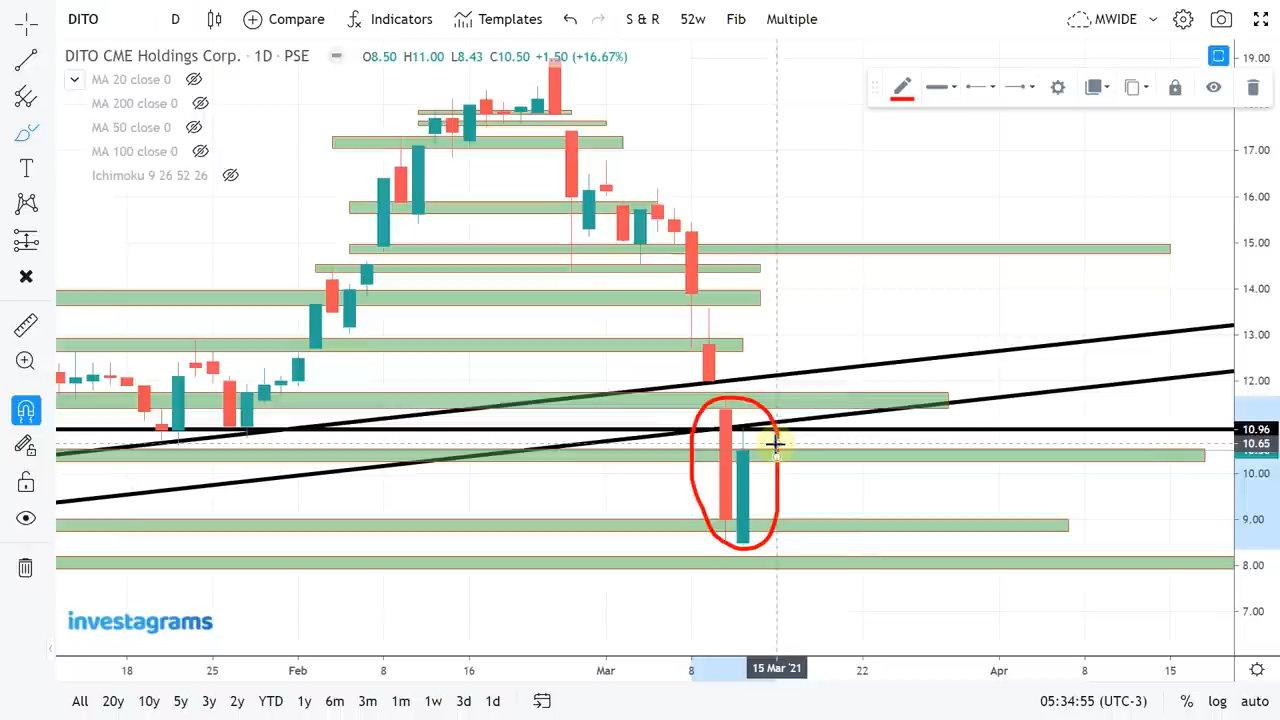 DITO D Compare Indicators Templates S & R 52w Fib Multiple MWIDE
DITO CME Holdings Corp. · 1D · PSE O8.50 H11.00 L8.43 C10.50 +1.50 (+16.67%)
MA 20 close 0
MA 200 close 0
MA 50 close 0
MA 100 close 0
Ichimoku 9 26 52 26
19.00
17.00
16.00
15.00
14.00
13.00
12.00
10.96
10.65
10.00
9.00
8.00
7.00
investagrams
18 25 Feb 8 16 Mar 8 15 Mar '21 22 Apr 8 15
All 20y 10y 5y YTD 3y 2y 1y 6m 3m 1m 1w 3d 1d 05:34:55 (UTC-3) % log auto